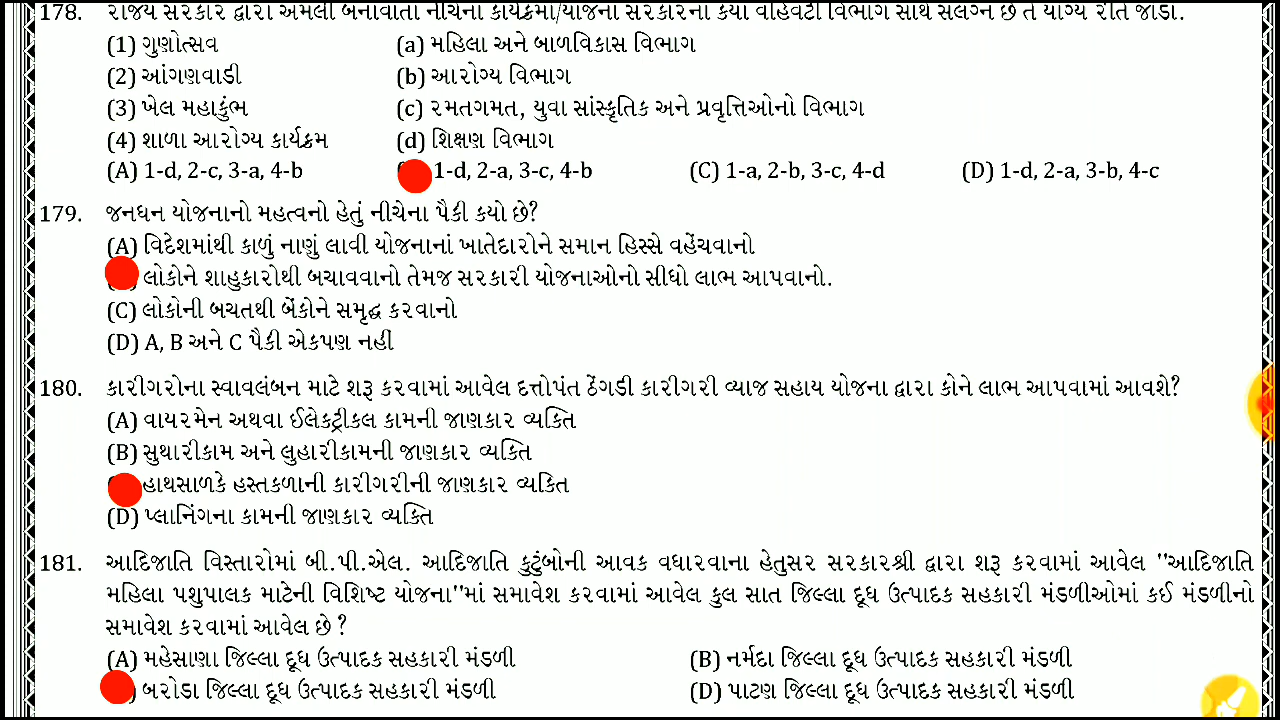 178. રાજ્ય સરકાર દ્વારા અમલી બનાવાતા નીચેના કાર્યક્રમો/યોજના સરકારના કયા વહિવટી વિભાગ સાથે સંલગ્ન છે તે યોગ્ય રીતે જોડો.
(1) ગુણોત્સવ (a) મહિલા અને બાળવિકાસ વિભાગ
(2) આંગણવાડી (b) આરોગ્ય વિભાગ
(3) ખેલ મહાકુંભ (c) રમતગમત, યુવા સાંસ્કૃતિક અને પ્રવૃત્તિઓનો વિભાગ
(4) શાળા આરોગ્ય કાર્યક્રમ (d) શિક્ષણ વિભાગ
(A) 1-d, 2-c, 3-a, 4-b 1-d, 2-a, 3-c, 4-b (C) 1-a, 2-b, 3-c, 4-d (D) 1-d, 2-a, 3-b, 4-c
179. જનધન યોજનાનો મહત્વનો હેતું નીચેના પૈકી કયો છે?
(A) વિદેશમાંથી કાળું નાણું લાવી યોજનાનાં ખાતેદારોને સમાન હિસ્સે વહેંચવાનો
લોકોને શાહુકારોથી બચાવવાનો તેમજ સરકારી યોજનાઓનો સીધો લાભ આપવાનો.
(C) લોકોની બચતથી બેંકોને સમૃદ્ધ કરવાનો
(D) A, B અને C પૈકી એકપણ નહીં
180. કારીગરોના સ્વાવલંબન માટે શરૂ કરવામાં આવેલ દત્તોપંત ઠેંગડી કારીગરી વ્યાજ સહાય યોજના દ્વારા કોને લાભ આપવામાં આવશે?
(A) વાયરમેન અથવા ઈલેકટ્રીકલ કામની જાણકાર વ્યક્તિ
(B) સુથારીકામ અને લુહારીકામની જાણકાર વ્યક્તિ
હાથસાળકે હસ્તકળાની કારીગરીની જાણકાર વ્યકિત
(D) પ્લાનિંગના કામની જાણકાર વ્યક્તિ
181. આદિજાતિ વિસ્તારોમાં બી.પી.એલ. આદિજાતિ કુટુંબોની આવક વધારવાના હેતુસર સરકારશ્રી દ્વારા શરૂ કરવામાં આવેલ "આદિજાતિ
મહિલા પશુપાલક માટેની વિશિષ્ટ યોજના"માં સમાવેશ કરવામાં આવેલ કુલ સાત જિલ્લા દૂધ ઉત્પાદક સહકારી મંડળીઓમાં કઈ મંડળીનો
સમાવેશ કરવામાં આવેલ છે ?
(A) મહેસાણા જિલ્લા દૂધ ઉત્પાદક સહકારી મંડળી (B) નર્મદા જિલ્લા દૂધ ઉત્પાદક સહકારી મંડળી
બરોડા જિલ્લા દૂધ ઉત્પાદક સહકારી મંડળી (D) પાટણ જિલ્લા દૂધ ઉત્પાદક સહકારી મંડળી